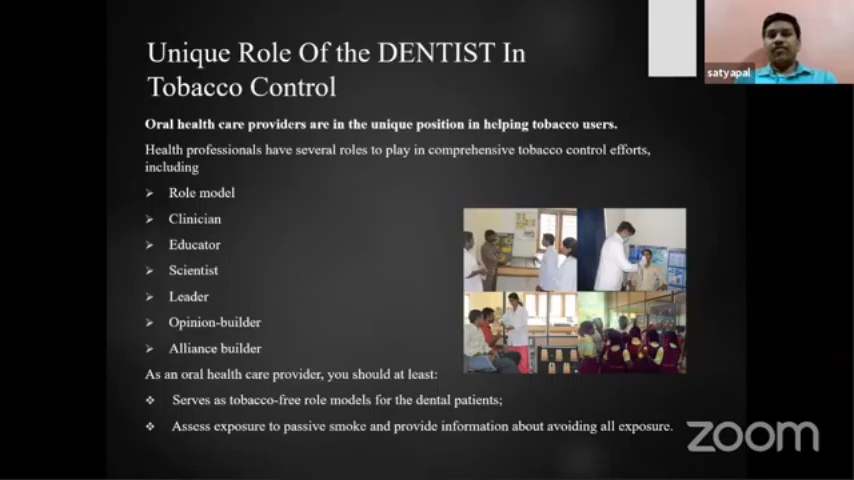 Unique Role Of the DENTIST In
Tobacco Control
satyapal
Oral health care providers are in the unique position in helping tobacco users.
Health professionals have several roles to play in comprehensive tobacco control efforts,
including
Role model
Clinician
Educator
Scientist
Leader
Opinion-builder
Alliance builder
As an oral health care provider, you should at least:
Serves as tobacco-free role models for the dental patients;
Assess exposure to passive smoke and provide information about avoiding all exposure.
zoom